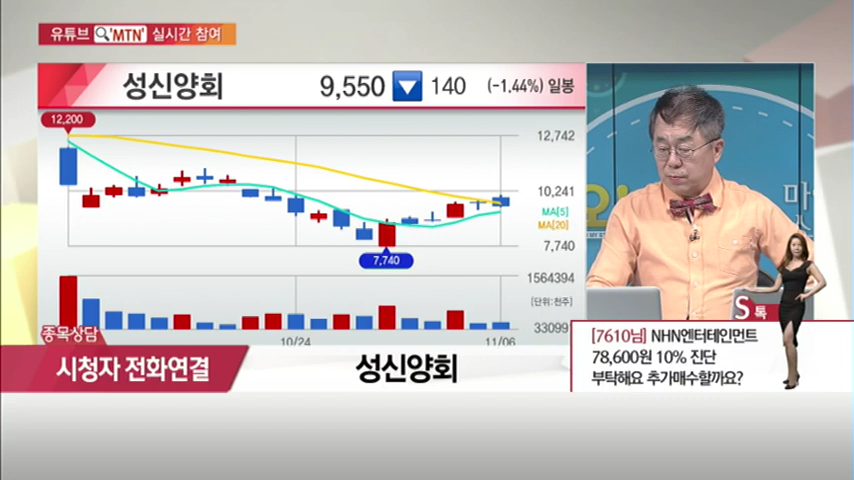 유튜브 'MTN' 실시간 참여
성신양회 9,550 ▼ 140 (-1.44%) 일봉
12,200
12,742
10,241
MA[5]
MA[20]
7,740
7,740
1564394
[단위:천주]
33099
10/24
11/06
종목상담
시청자 전화연결
성신양회
S톡
[7610님] NHN엔터테인먼트
78,600원 10% 진단
부탁해요 추가매수할까요?